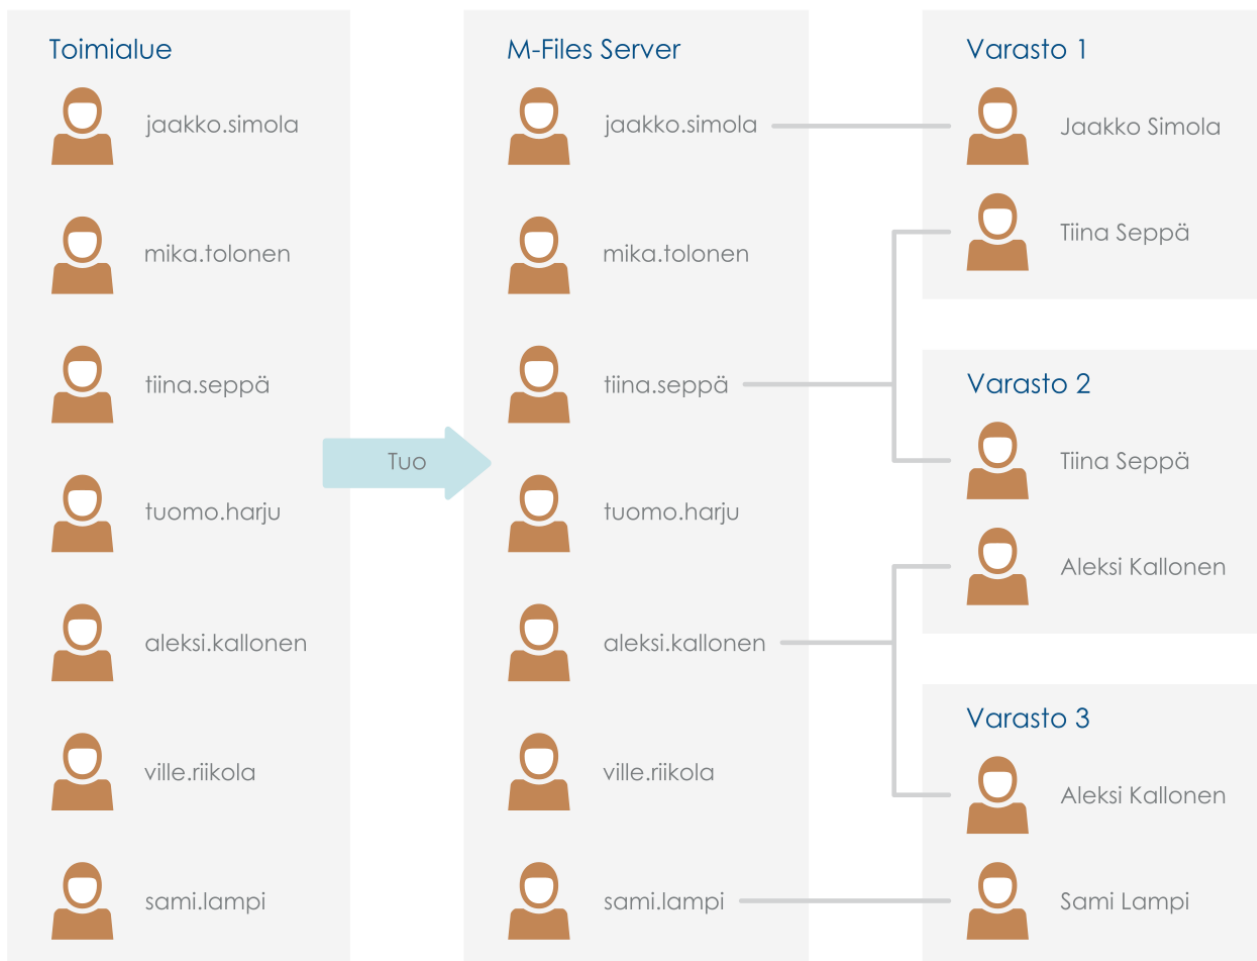 Toimialue
jaakko.simola
mika.tolonen
tiina.seppä
tuomo.harju
aleksi.kallonen
ville.riikola
sami.lampi
Tuo
M-Files Server
jaakko.simola
mika.tolonen
tiina.seppä
tuomo.harju
aleksi.kallonen
ville.riikola
sami.lampi
Varasto 1
Jaakko Simola
Tiina Seppä
Varasto 2
Tiina Seppä
Aleksi Kallonen
Varasto 3
Aleksi Kallonen
Sami Lampi